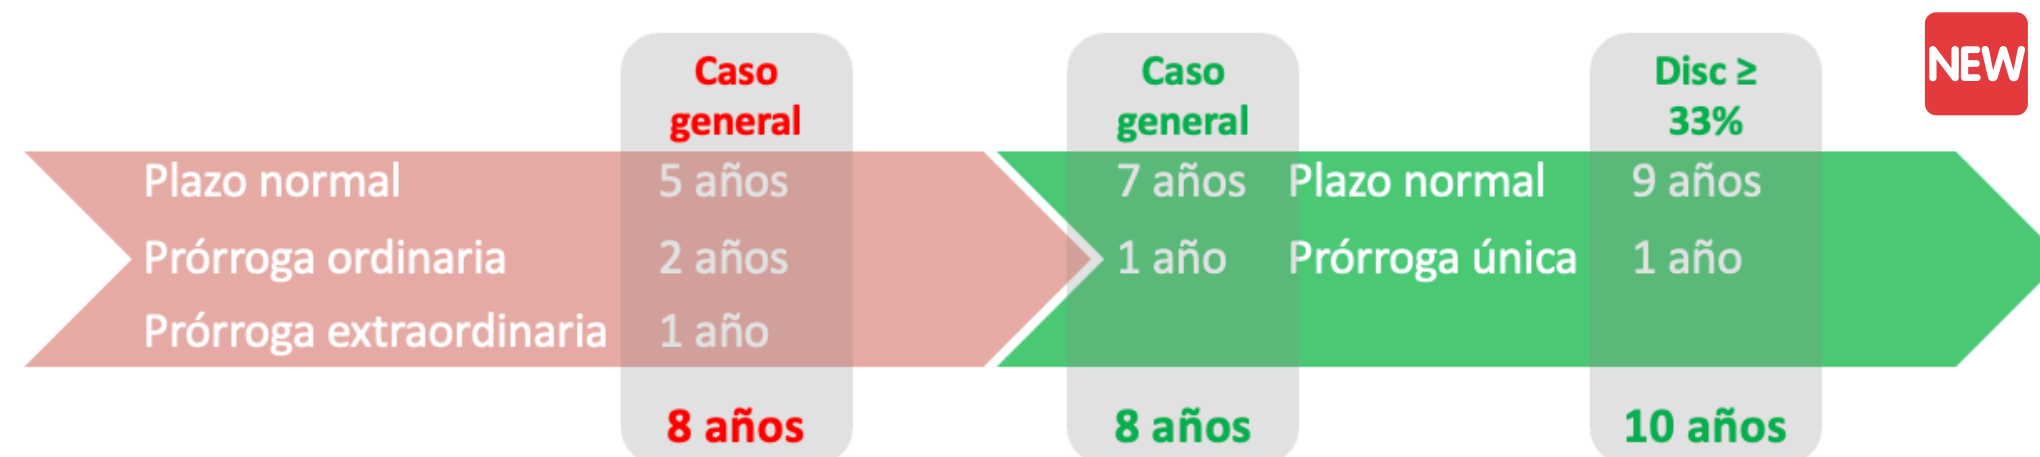 NEW
Caso
general
Caso
general
Disc ≥
33%
Plazo normal 5 años 7 años Plazo normal 9 años
Prórroga ordinaria 2 años 1 año Prórroga única 1 año
Prórroga extraordinaria 1 año
8 años 8 años 10 años